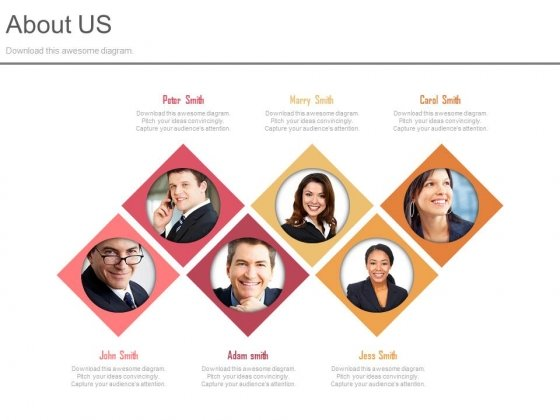 About US
Download this awesome diagram.
Peter Smith
Download this awesome diagram.
Pitch your ideas convincingly.
Capture your audience's attention.
Marry Smith
Download this awesome diagram.
Pitch your ideas convincingly.
Capture your audience's attention.
Carol Smith
Download this awesome diagram.
Pitch your ideas convincingly.
Capture your audience's attention.
John Smith
Download this awesome diagram.
Pitch your ideas convincingly.
Capture your audience's attention.
Adam smith
Download this awesome diagram.
Pitch your ideas convincingly.
Capture your audience's attention.
Jess Smith
Download this awesome diagram.
Pitch your ideas convincingly.
Capture your audience's attention.